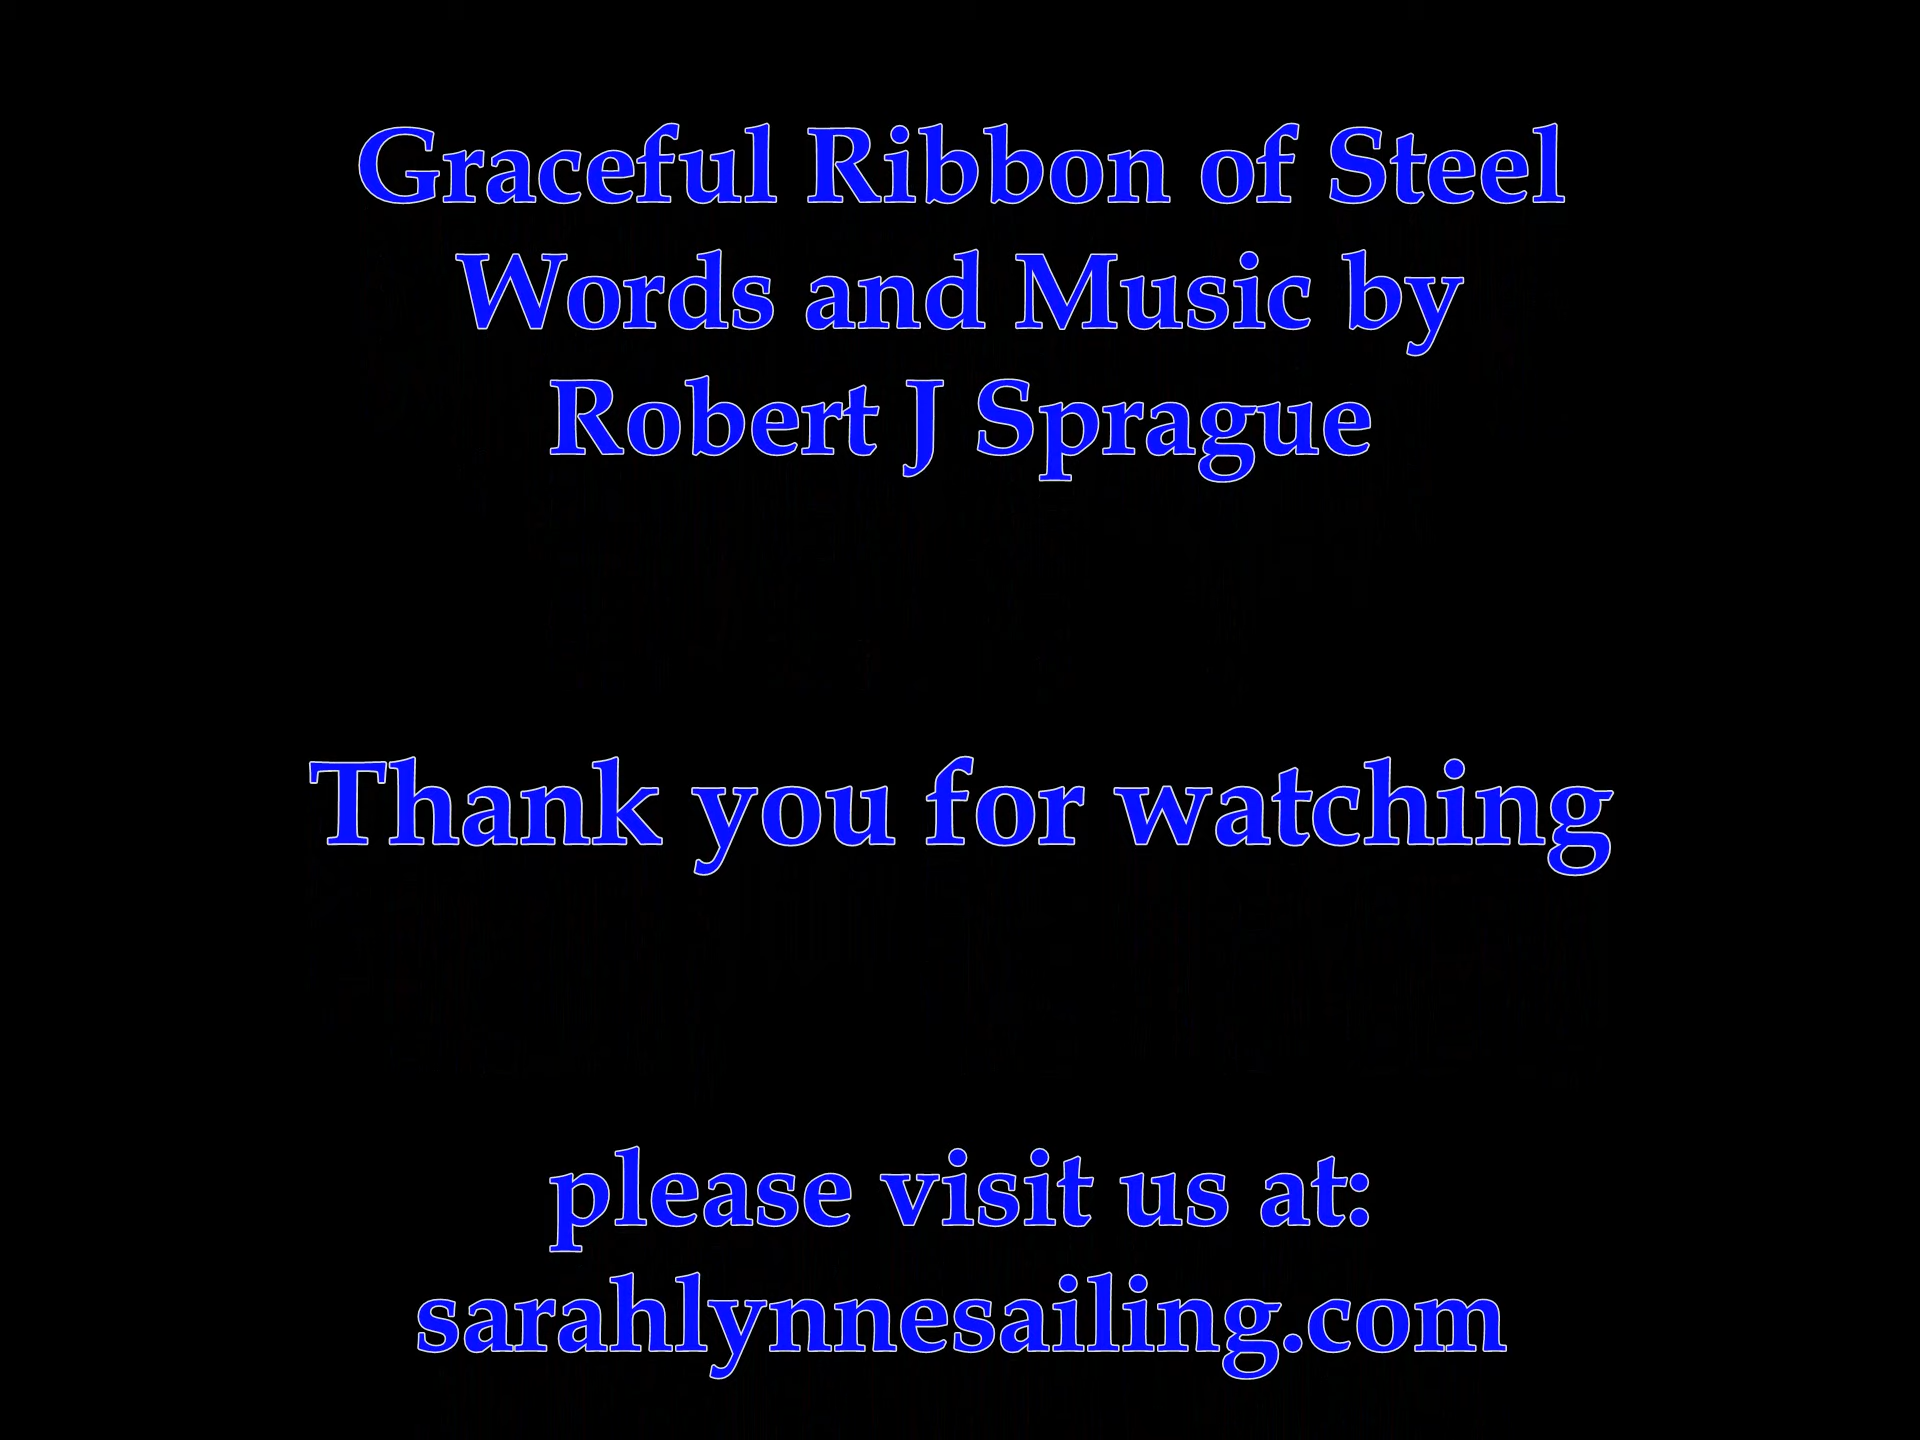 Graceful Ribbon of Steel
Words and Music by
Robert J Sprague
Thank you for watching
please visit us at:
sarahlynnesailing.com